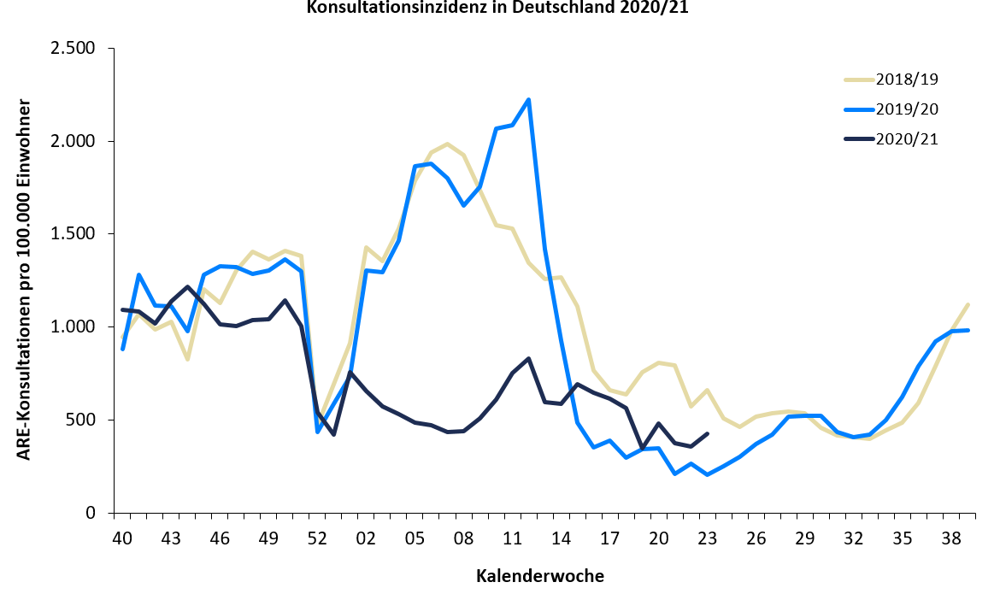 Konsultationsinzidenz in Deutschland 2020/21
ARE-Konsultationen pro 100.000 Einwohner
2.500
2.000
1.500
1.000
500
0
2018/19
2019/20
2020/21
40 43 46 49 52 02 05 08 11 14 17 20 23 26 29 32 35 38
Kalenderwoche